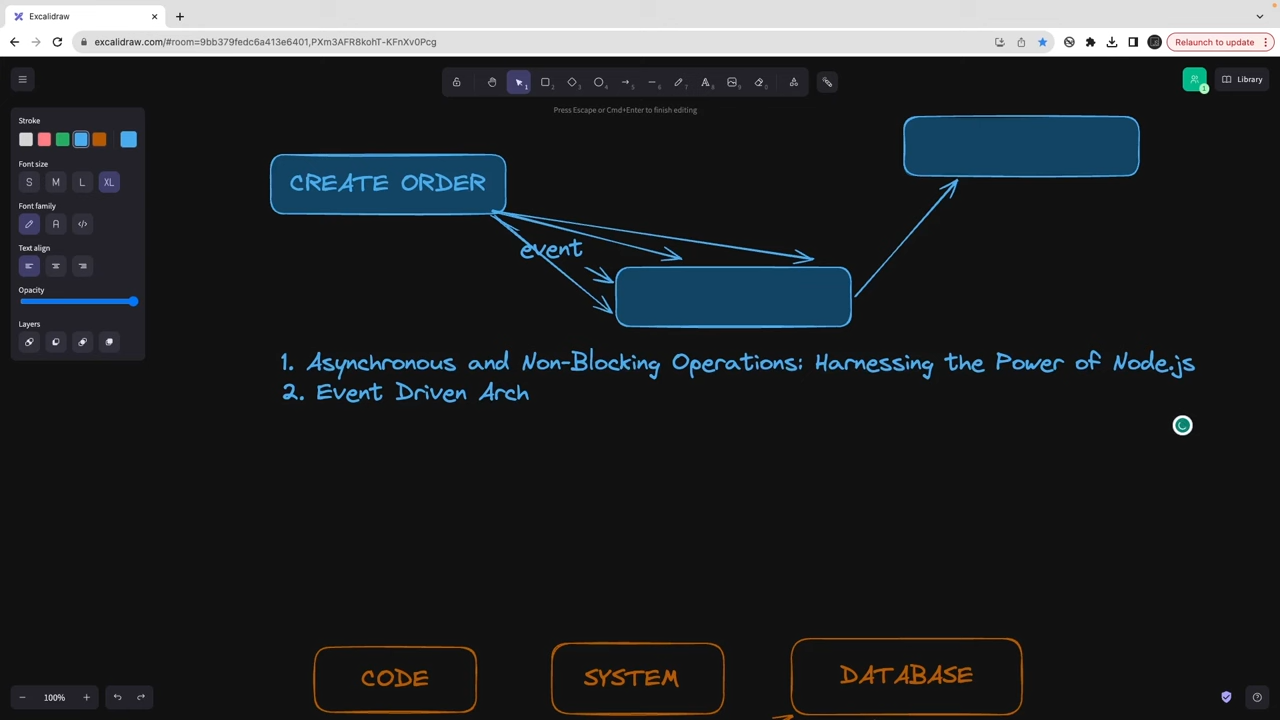 Excalidraw
excalidraw.com/#room=9bb379fedc6a413e6401,PXm3AFR8kohT-KFnXv0Pcg
Relaunch to update
Library
Press Escape or Cmd+Enter to finish editing
Stroke
Font size
S M L XL
Font family
A </>
Text align
Opacity
Layers
CREATE ORDER
event
1. Asynchronous and Non-Blocking Operations: Harnessing the Power of Node.js
2. Event Driven Arch
CODE
SYSTEM
DATABASE
100%